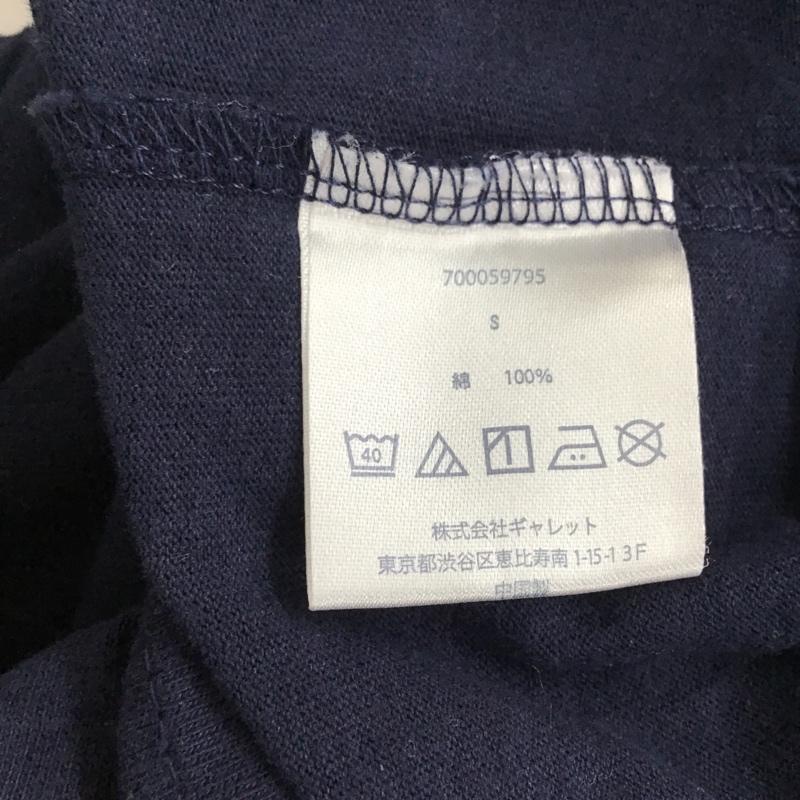 700059795
S
綿 100%
40
株式会社ギャレット
東京都渋谷区恵比寿南 1-15-1 3F
中国製